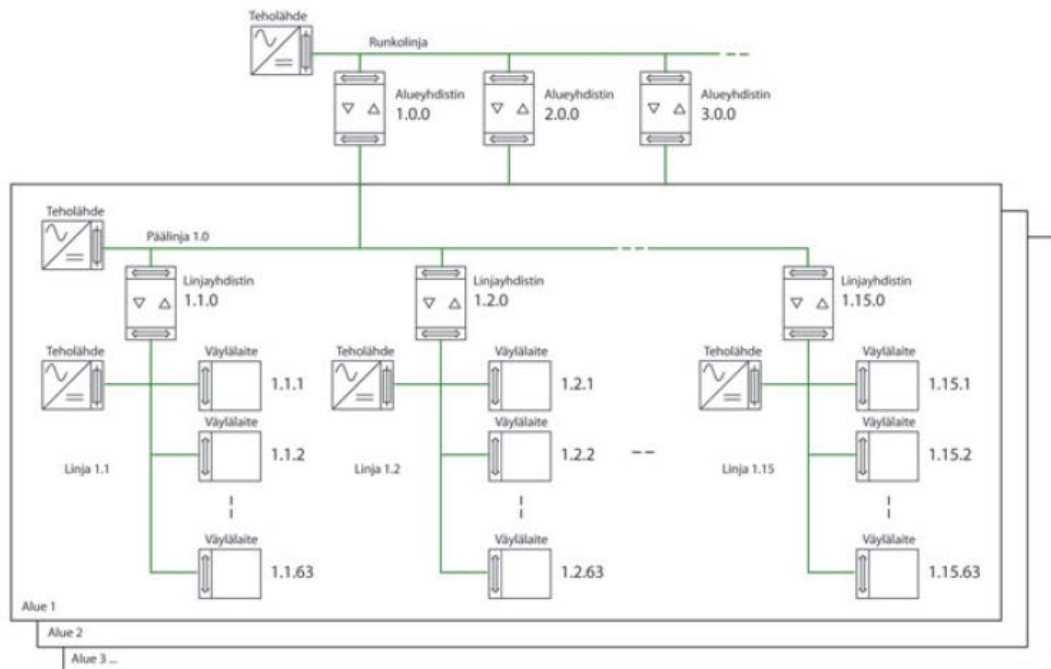 Teholähde
Runkolinja
Alueyhdistin
1.0.0
Alueyhdistin
2.0.0
Alueyhdistin
3.0.0
Teholähde
Päälinja 1.0
Linjayhdistin
1.1.0
Linjayhdistin
1.2.0
Linjayhdistin
1.15.0
Teholähde
Väylälaite
1.1.1
Teholähde
Väylälaite
1.2.1
Teholähde
Väylälaite
1.15.1
Väylälaite
1.1.2
Väylälaite
1.2.2
Väylälaite
1.15.2
Linja 1.1
Linja 1.2
Linja 1.15
Väylälaite
1.1.63
Väylälaite
1.2.63
Väylälaite
1.15.63
Alue 1
Alue 2
Alue 3 ...